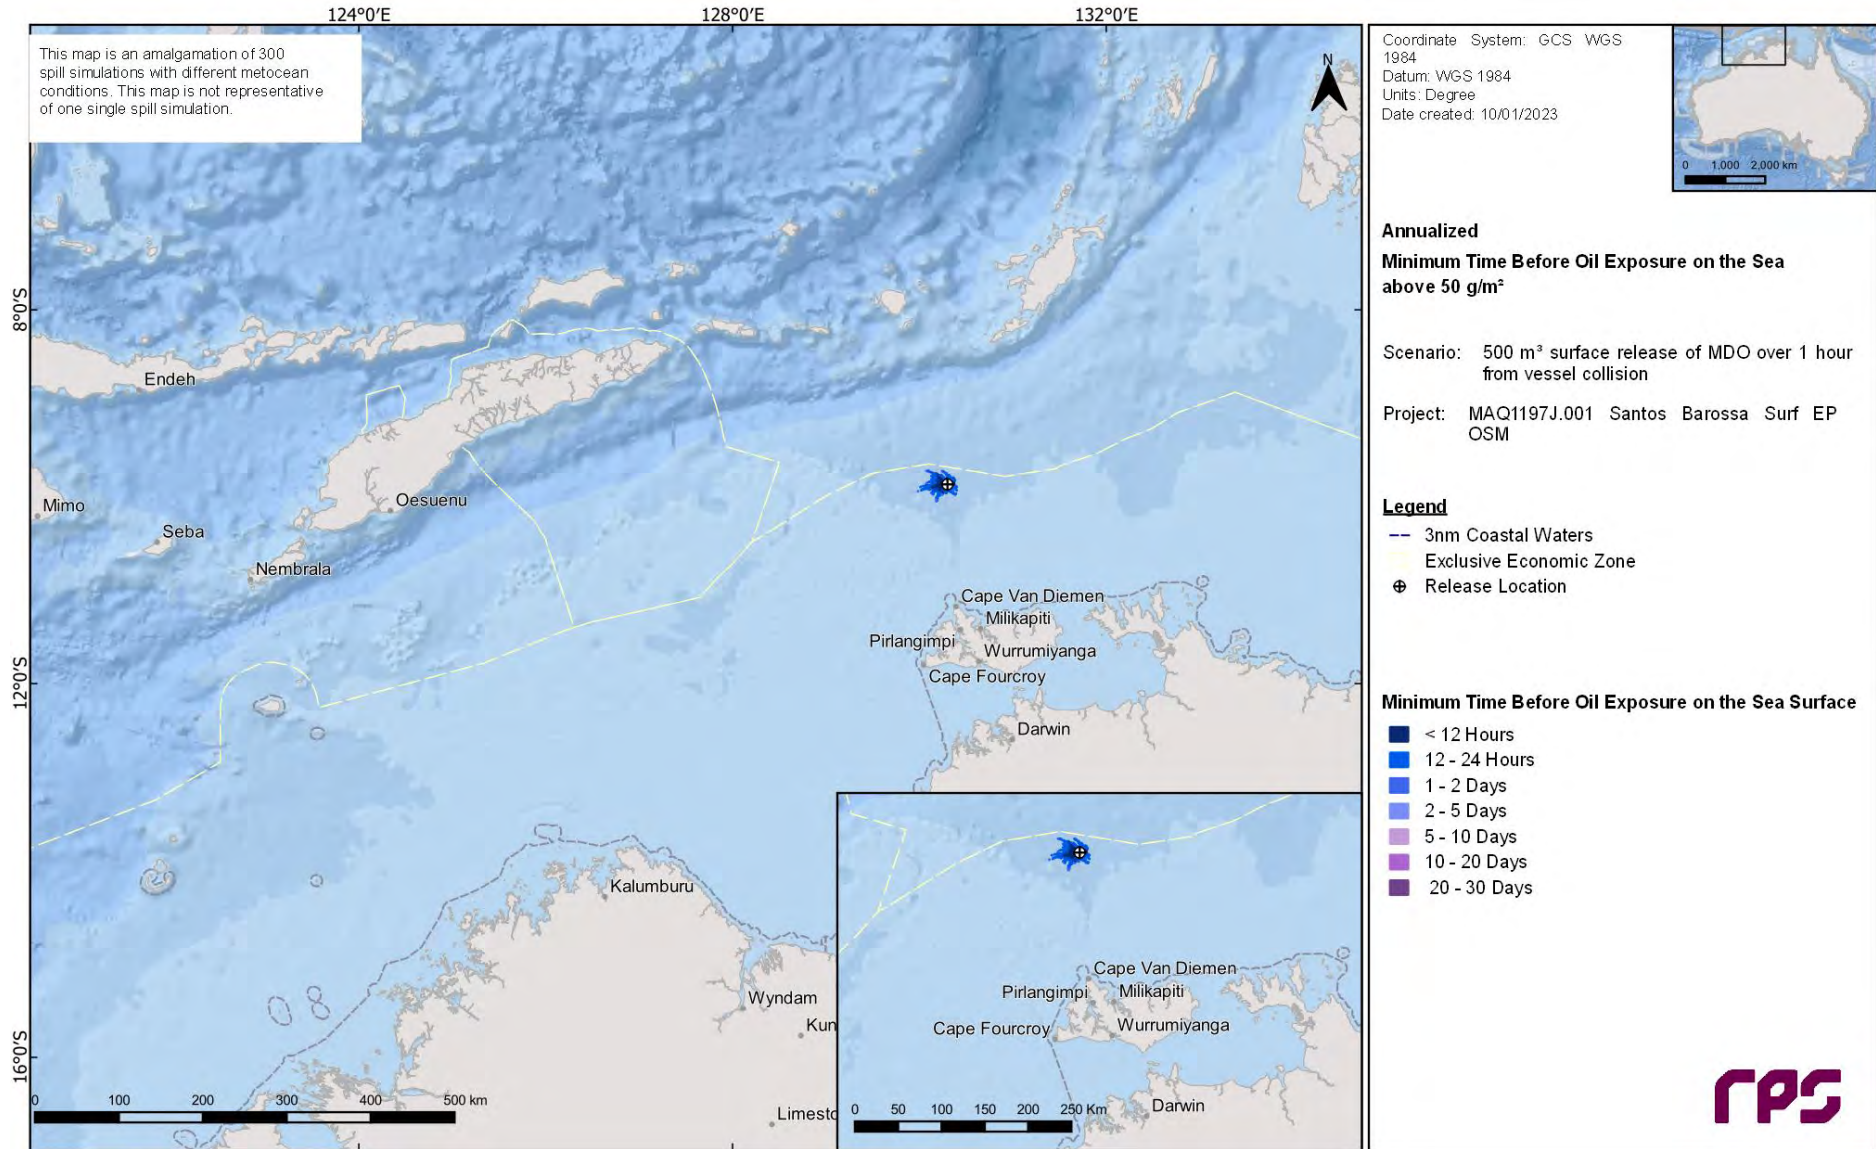 124°0'E
128°0'E
132°0'E
This map is an amalgamation of 300
spill simulations with different metocean
conditions. This map is not representative
of one single spill simulation.
N
8°0'S
12°0'S
16°0'S
Endeh
Mimo
Seba
Oesuenu
Nembrala
Cape Van Diemen
Milikapiti
Pirlangimpi
Wurrumiyanga
Cape Fourcroy
Darwin
Kalumburu
Wyndam
Kun
Limesto
0 100 200 300 400 500 km
Cape Van Diemen
Pirlangimpi
Milikapiti
Cape Fourcroy
Wurrumiyanga
Darwin
0 50 100 150 200 250 Km
Coordinate System: GCS WGS
1984
Datum: WGS 1984
Units: Degree
Date created: 10/01/2023
0 1,000 2,000 km
Annualized
Minimum Time Before Oil Exposure on the Sea
above 50 g/m²
Scenario: 500 m³ surface release of MDO over 1 hour
from vessel collision
Project: MAQ1197J.001 Santos Barossa Surf EP
OSM
Legend
3nm Coastal Waters
Exclusive Economic Zone
Release Location
Minimum Time Before Oil Exposure on the Sea Surface
< 12 Hours
12 - 24 Hours
1 - 2 Days
2 - 5 Days
5 - 10 Days
10 - 20 Days
20 - 30 Days
rps